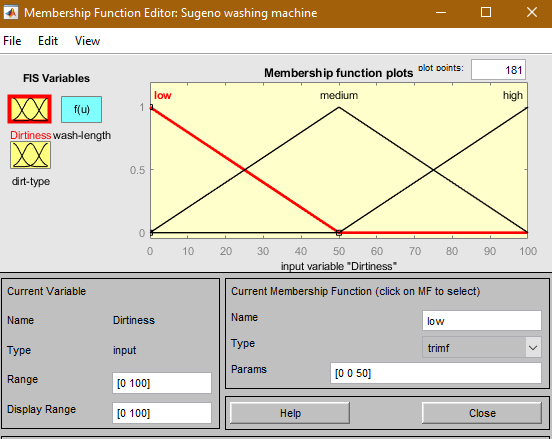 Membership Function Editor: Sugeno washing machine
File Edit View
FIS Variables
Membership function plots plot points: 181
f(u)
Dirtiness wash-length
dirt-type
low medium high
1
0.5
0
0 10 20 30 40 50 60 70 80 90 100
input variable "Dirtiness"
Current Variable
Name Dirtiness
Type input
Range [0 100]
Display Range [0 100]
Current Membership Function (click on MF to select)
Name low
Type trimf
Params [0 0 50]
Help Close